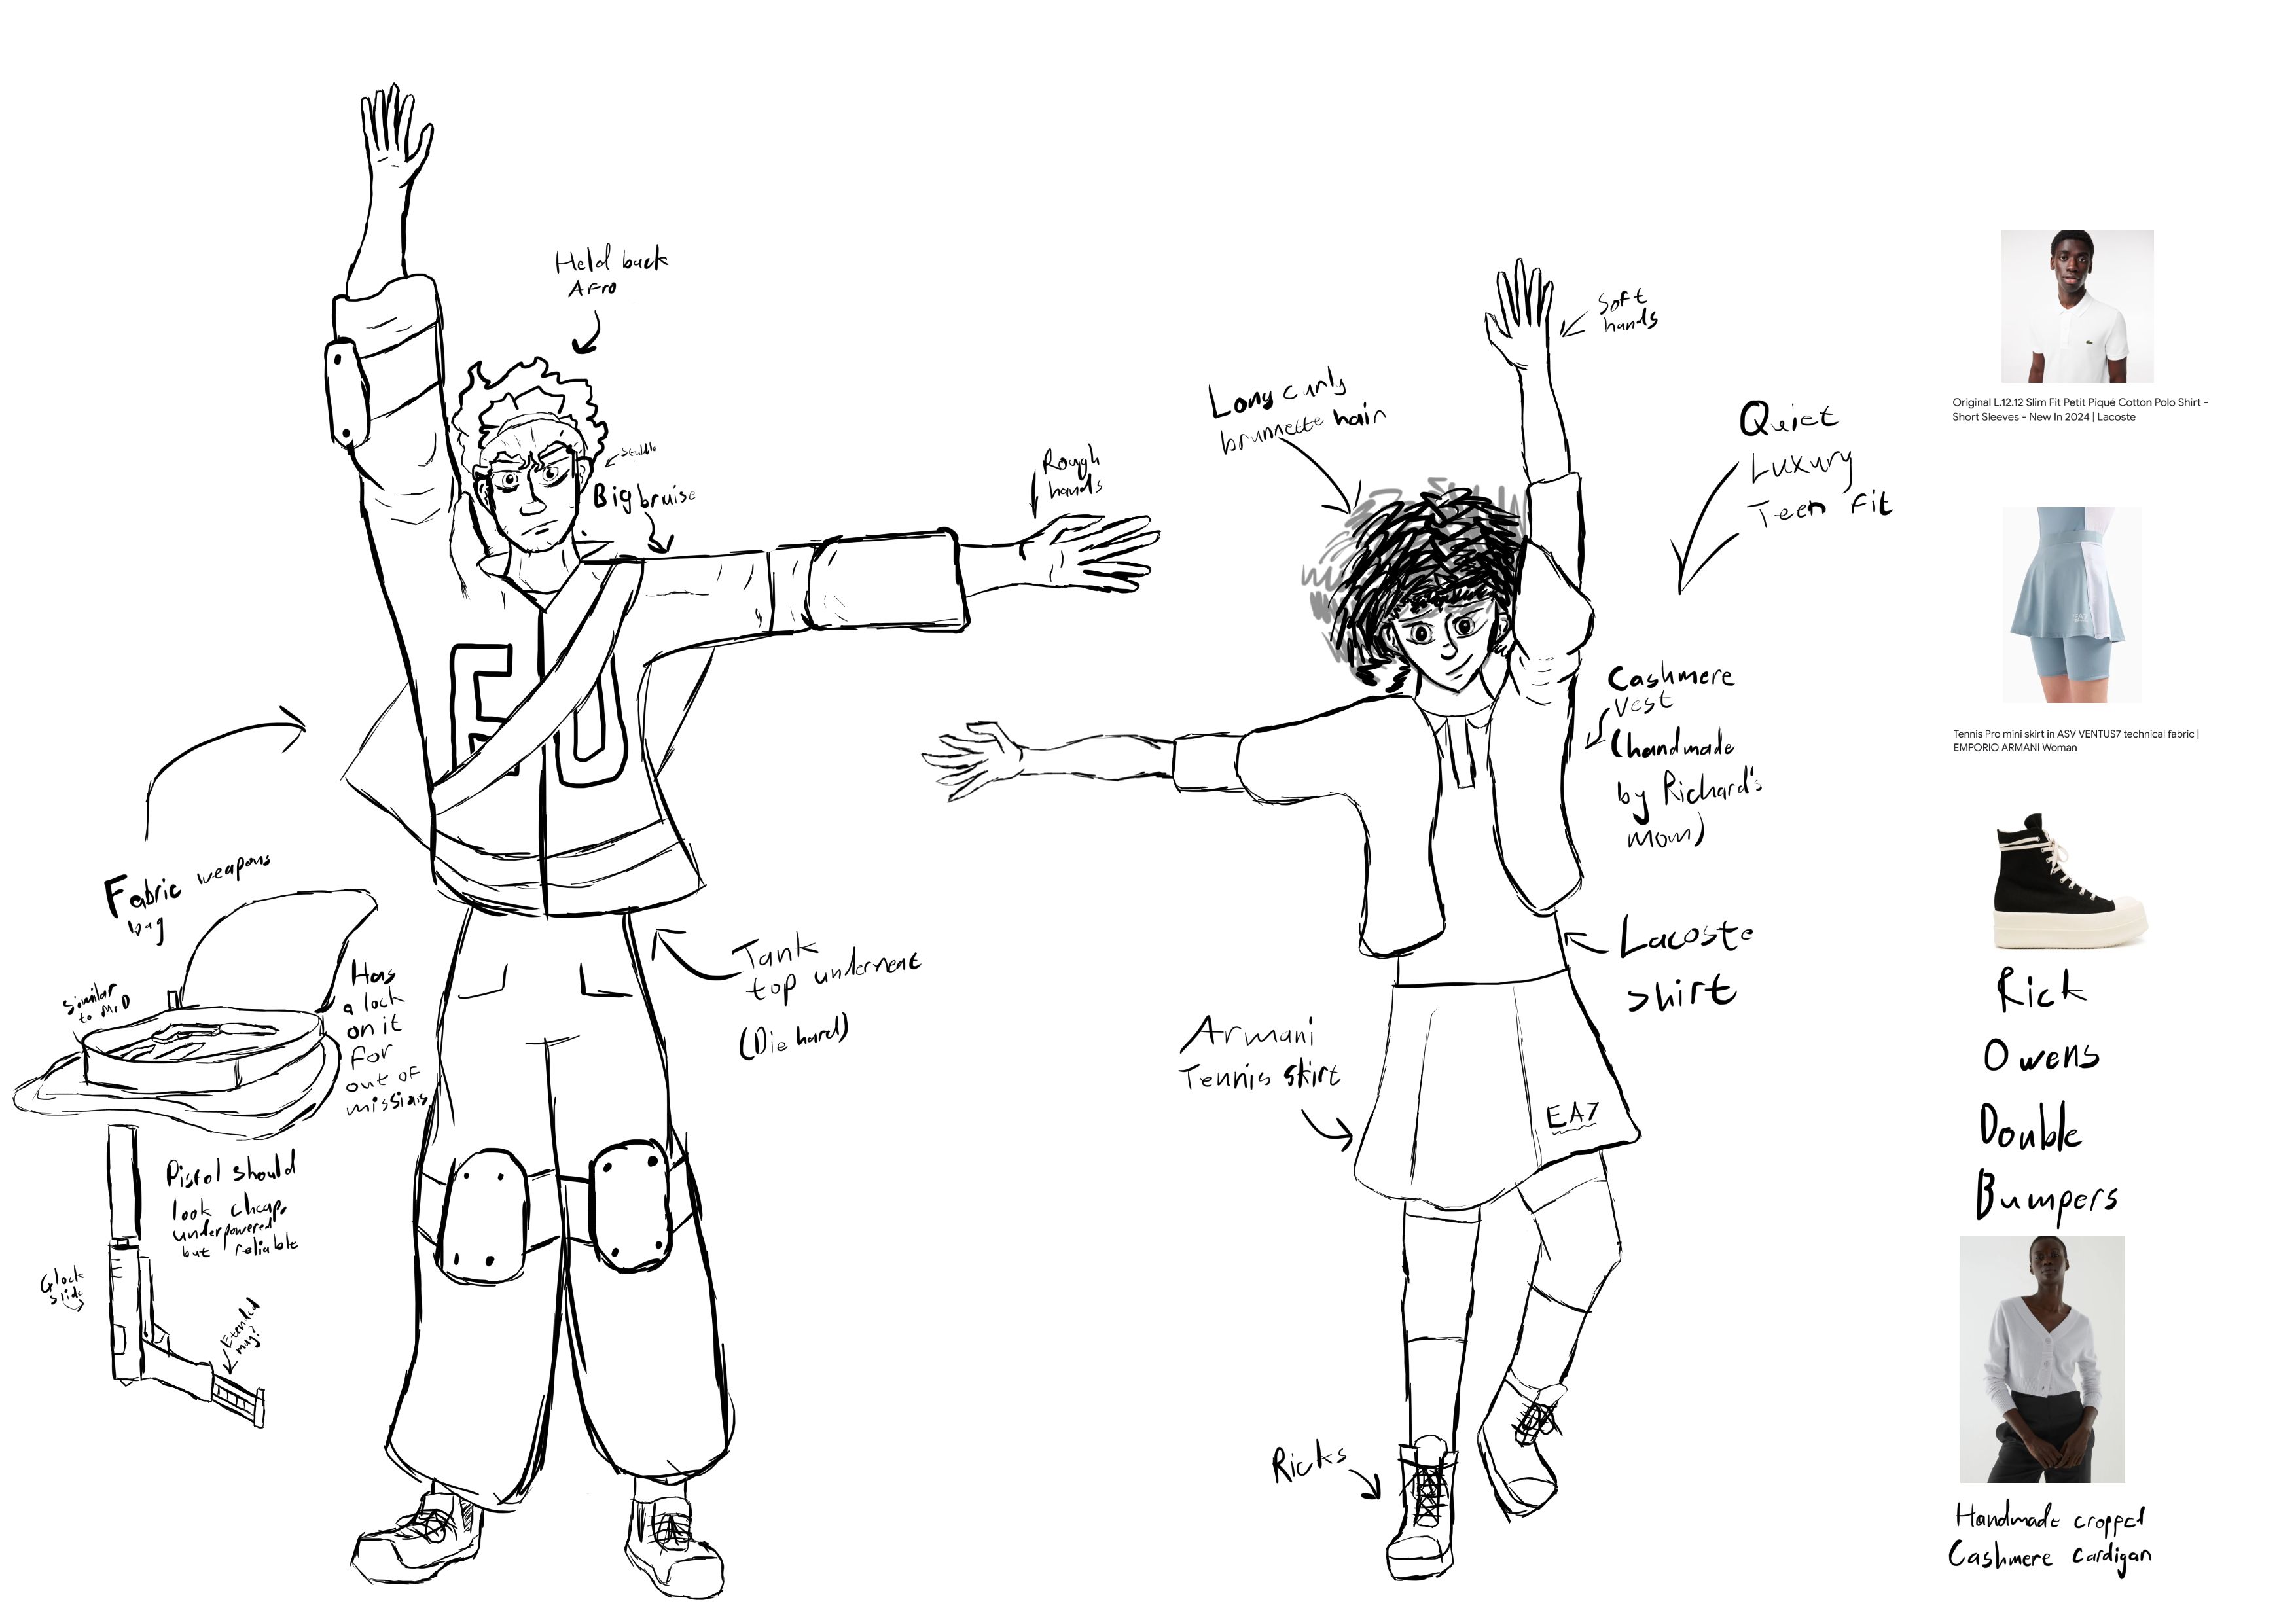 Held back
Afro
Stubble
Big bruise
Rough
hands
EU
Fabric weapons
bag
Similar
to Mr D
Has
a lock
on it
for
out of
missions
Tank
top underneat
(Die hard)
Pistol should
look cheap,
underpowered
but reliable
Glock
slide
Etended
mag?
Soft
hands
Long curly
brunnette hair
Quiet
Luxury
Teen Fit
Cashmere
Vest
(handmade
by Richard's
Mom)
Lacoste
shirt
Armani
Tennis skirt
EA7
Ricks
Original L.12.12 Slim Fit Petit Piqué Cotton Polo Shirt -
Short Sleeves - New In 2024 | Lacoste
EA7
Tennis Pro mini skirt in ASV VENTUS7 technical fabric |
EMPORIO ARMANI Woman
Rick
Owens
Double
Bumpers
Handmade cropped
Cashmere cardigan